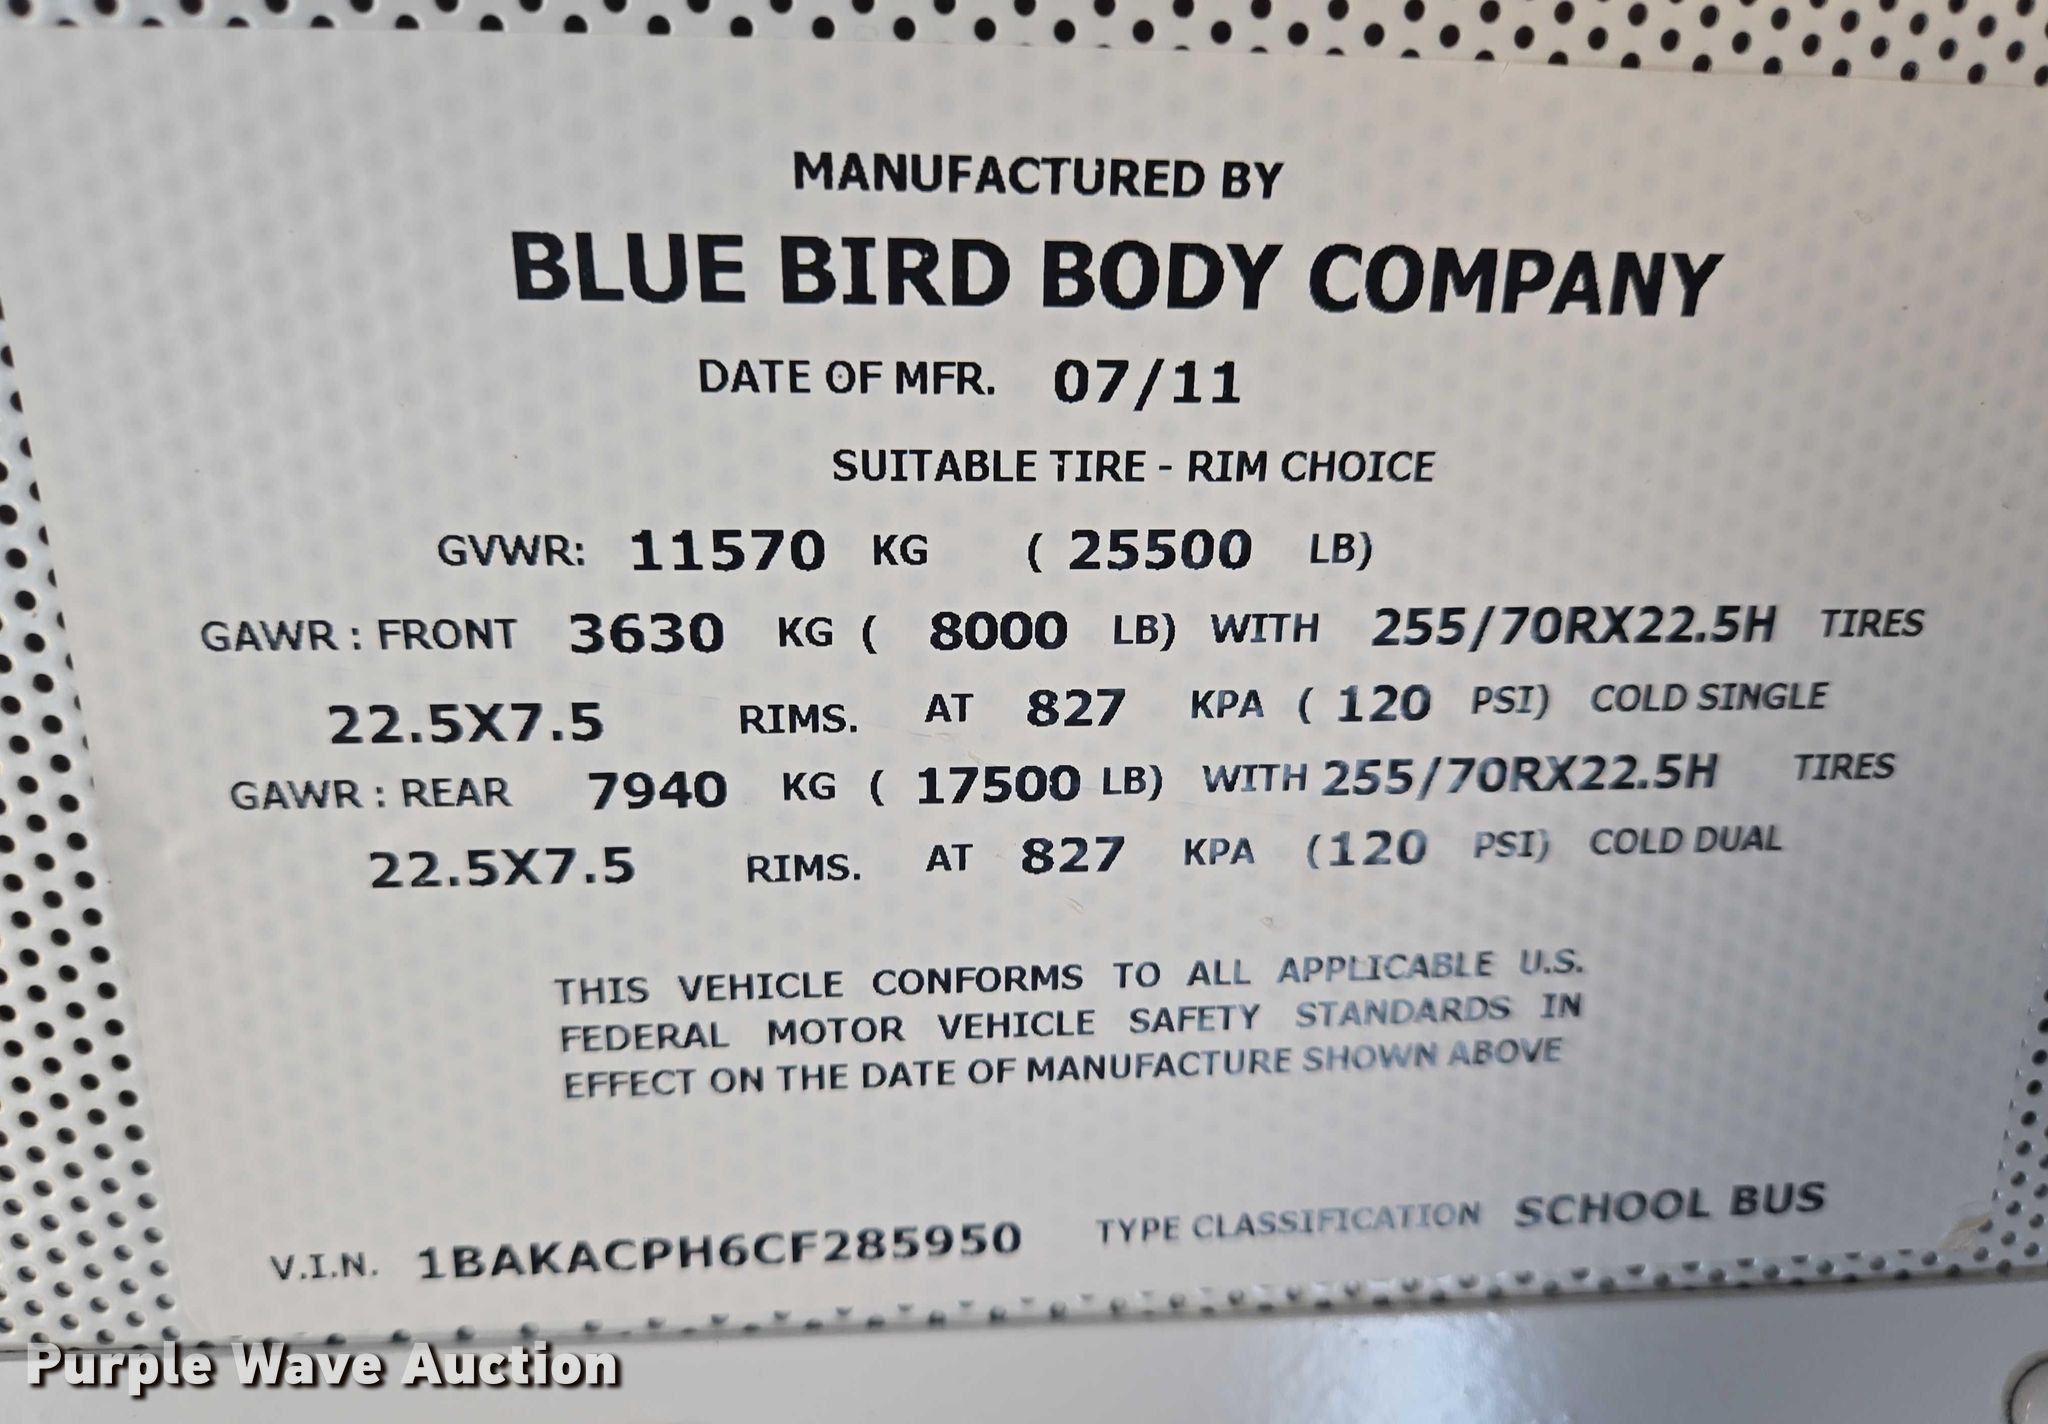 MANUFACTURED BY
BLUE BIRD BODY COMPANY
DATE OF MFR. 07/11
SUITABLE TIRE - RIM CHOICE
GVWR: 11570 KG ( 25500 LB)
GAWR : FRONT 3630 KG ( 8000 LB) WITH 255/70RX22.5H TIRES
22.5X7.5 RIMS. AT 827 KPA ( 120 PSI) COLD SINGLE
GAWR : REAR 7940 KG ( 17500 LB) WITH 255/70RX22.5H TIRES
22.5X7.5 RIMS. AT 827 KPA (120 PSI) COLD DUAL
THIS VEHICLE CONFORMS TO ALL APPLICABLE U.S.
FEDERAL MOTOR VEHICLE SAFETY STANDARDS IN
EFFECT ON THE DATE OF MANUFACTURE SHOWN ABOVE
V.I.N. 1BAKACPH6CF285950 TYPE CLASSIFICATION SCHOOL BUS
Purple Wave Auction